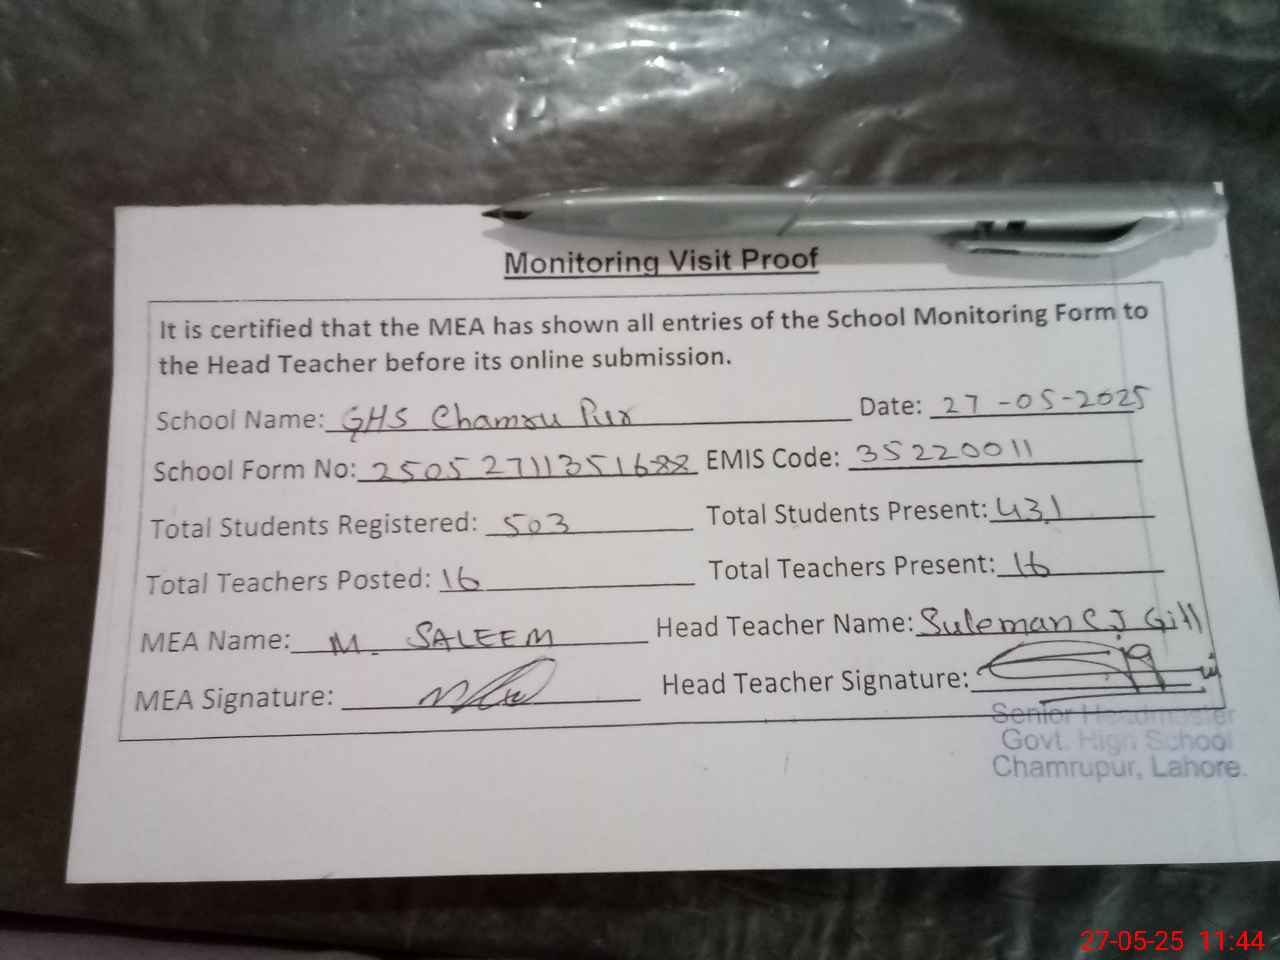 Monitoring Visit Proof
It is certified that the MEA has shown all entries of the School Monitoring Form to
the Head Teacher before its online submission.
School Name: GHS Chamru Pur Date: 27-05-2025
School Form No: 250527113516 88 EMIS Code: 35220011
Total Students Registered: 503 Total Students Present: 431
Total Teachers Posted: 16 Total Teachers Present: 16
MEA Name: M. SALEEM Head Teacher Name: Suleman C J Gill
MEA Signature: Head Teacher Signature:
Senior Headmaster
Govt. High School
Chamrupur, Lahore.
27-05-25 11:44